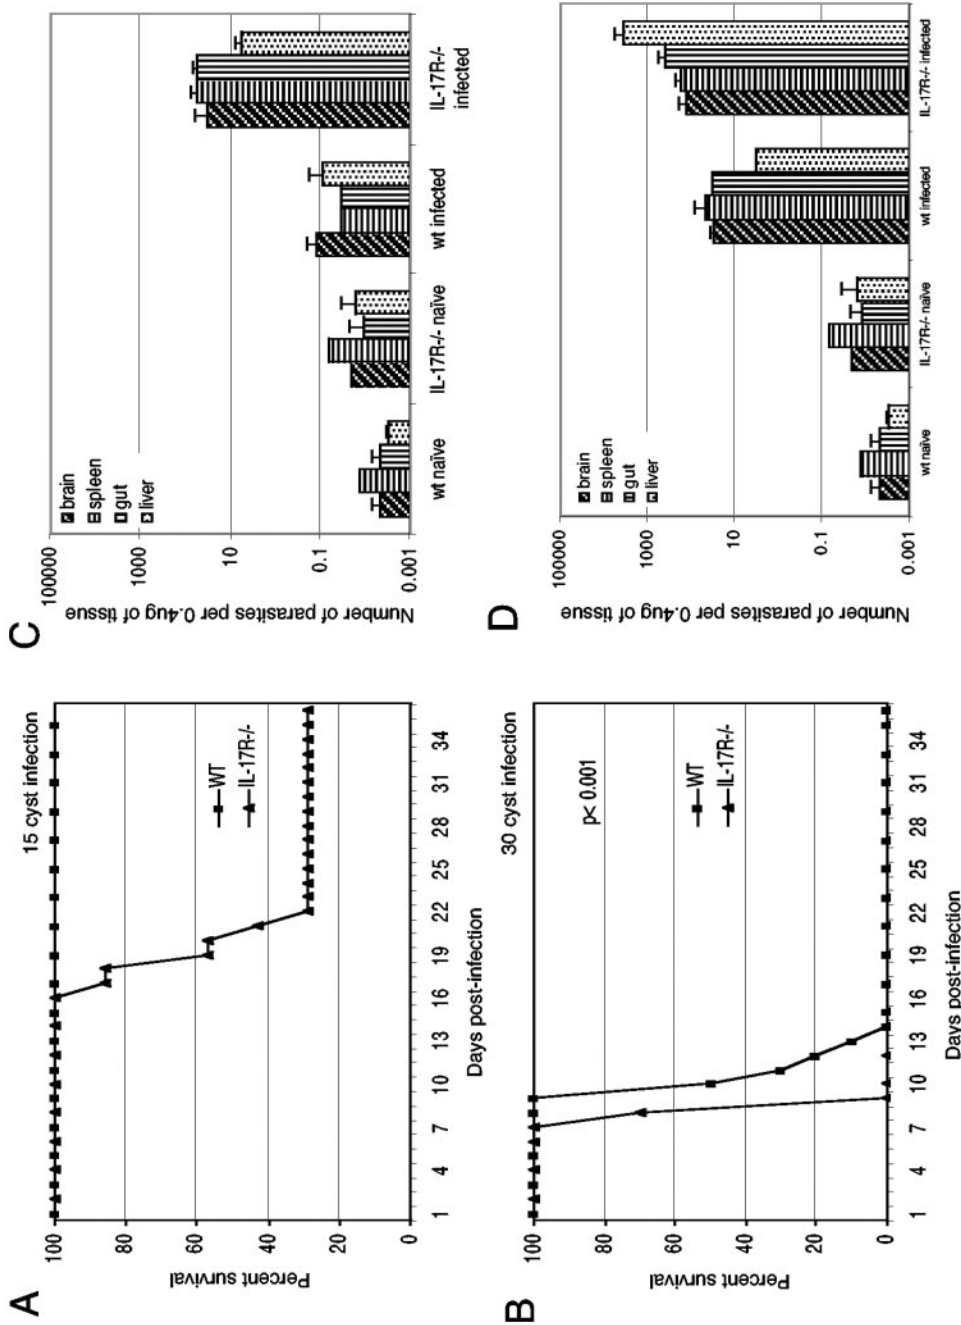 A
15 cyst infection
Percent survival
100
80
60
40
20
0
WT
IL-17R-/-
1 4 7 10 13 16 19 22 25 28 31 34
Days post-infection
B
30 cyst infection
p< 0.001
Percent survival
100
80
60
40
20
0
WT
IL-17R-/-
1 4 7 10 13 16 19 22 25 28 31 34
Days post-infection
C
Number of parasites per 0.4ug of tissue
100000
1000
10
0.1
0.001
brain
spleen
gut
liver
wt naïve
IL-17R-/- naïve
wt infected
IL-17R-/-
infected
D
Number of parasites per 0.4ug of tissue
100000
1000
10
0.1
0.001
brain
spleen
gut
liver
wt naïve
IL-17R-/- naïve
wt infected
IL-17R-/- infected